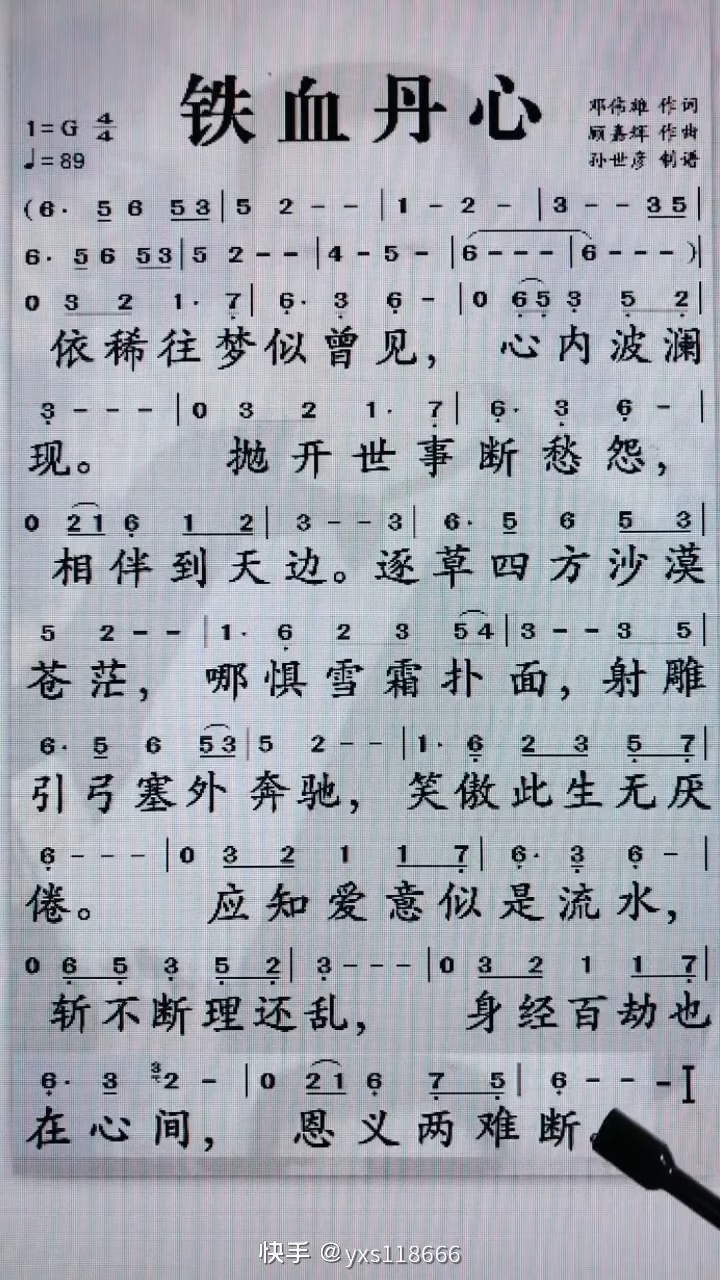 铁血丹心
1=G 4/4
♩=89
邓伟雄 作词
顾嘉辉 作曲
孙世彦 制谱
(6· 5 6 5 3 | 5 2 - - | 1 - 2 - | 3 - - 3 5 |
6· 5 6 5 3 | 5 2 - - | 4 - 5 - | 6 - - - | 6 - - - )|
0 3 2 1· 7 | 6· 3 6 - | 0 6 5 3 5 2 |
依稀往梦似曾见，心内波澜
3 - - - | 0 3 2 1· 7 | 6· 3 6 - |
现。 抛开世事断愁怨，
0 2 1 6 1 2 | 3 - - 3 | 6· 5 6 5 3 |
相伴到天边。逐草四方沙漠
5 2 - - | 1· 6 2 3 5 4 | 3 - - 3 5 |
苍茫，哪惧雪霜扑面，射雕
6· 5 6 5 3 | 5 2 - - | 1· 6 2 3 5 7 |
引弓塞外奔驰，笑傲此生无厌
6 - - - | 0 3 2 1 1 7 | 6· 3 6 - |
倦。 应知爱意似是流水，
0 6 5 3 5 2 | 3 - - - | 0 3 2 1 1 7 |
斩不断理还乱，身经百劫也
6· 3 3 2 - | 0 2 1 6 7 5 | 6 - - -
在心间，恩义两难断。
快手 @yxs118666